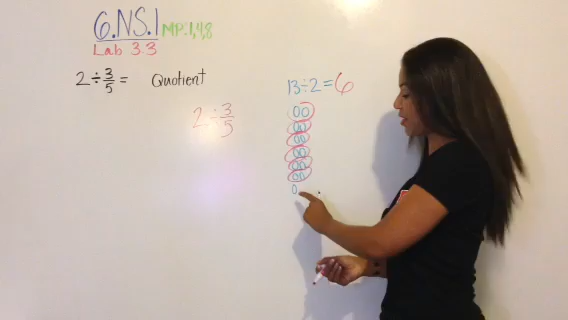 6.NS.1 MP:1,4,8
Lab 3.3
2 ÷ 3/5 = Quotient
2 ÷ 3/5
13 ÷ 2 = 6